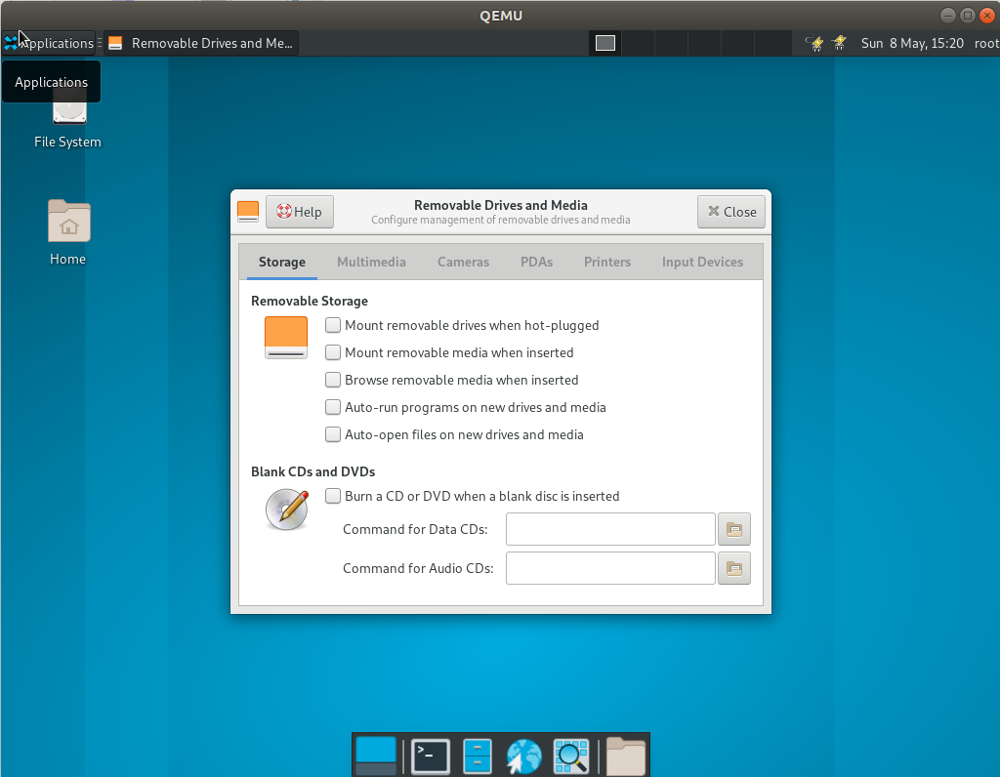 QEMU
Applications
Removable Drives and Me...
Sun 8 May, 15:20
root
Applications
File System
Home
Help
Removable Drives and Media
Configure management of removable drives and media
Close
Storage
Multimedia
Cameras
PDAs
Printers
Input Devices
Removable Storage
Mount removable drives when hot-plugged
Mount removable media when inserted
Browse removable media when inserted
Auto-run programs on new drives and media
Auto-open files on new drives and media
Blank CDs and DVDs
Burn a CD or DVD when a blank disc is inserted
Command for Data CDs:
Command for Audio CDs: